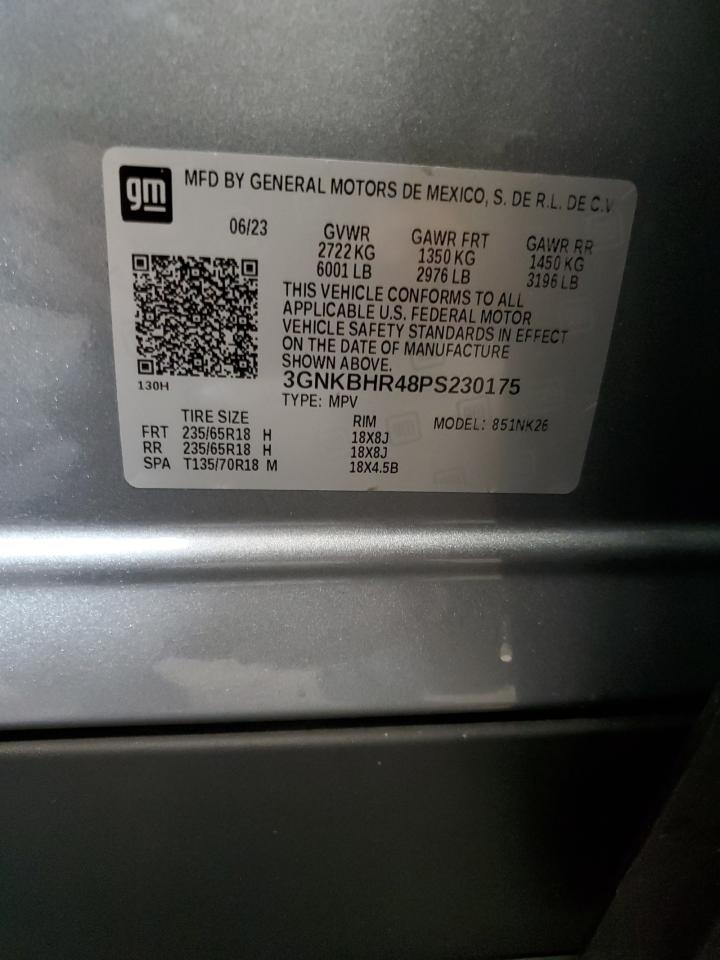 gm
MFD BY GENERAL MOTORS DE MEXICO, S. DE R.L. DE C.V.
06/23
GVWR GAWR FRT GAWR RR
2722 KG 1350 KG 1450 KG
6001 LB 2976 LB 3196 LB
THIS VEHICLE CONFORMS TO ALL
APPLICABLE U.S. FEDERAL MOTOR
VEHICLE SAFETY STANDARDS IN EFFECT
ON THE DATE OF MANUFACTURE
SHOWN ABOVE.
130H
3GNKBHR48PS230175
TYPE: MPV
TIRE SIZE RIM MODEL: 851NK26
FRT 235/65R18 H 18X8J
RR 235/65R18 H 18X8J
SPA T135/70R18 M 18X4.5B